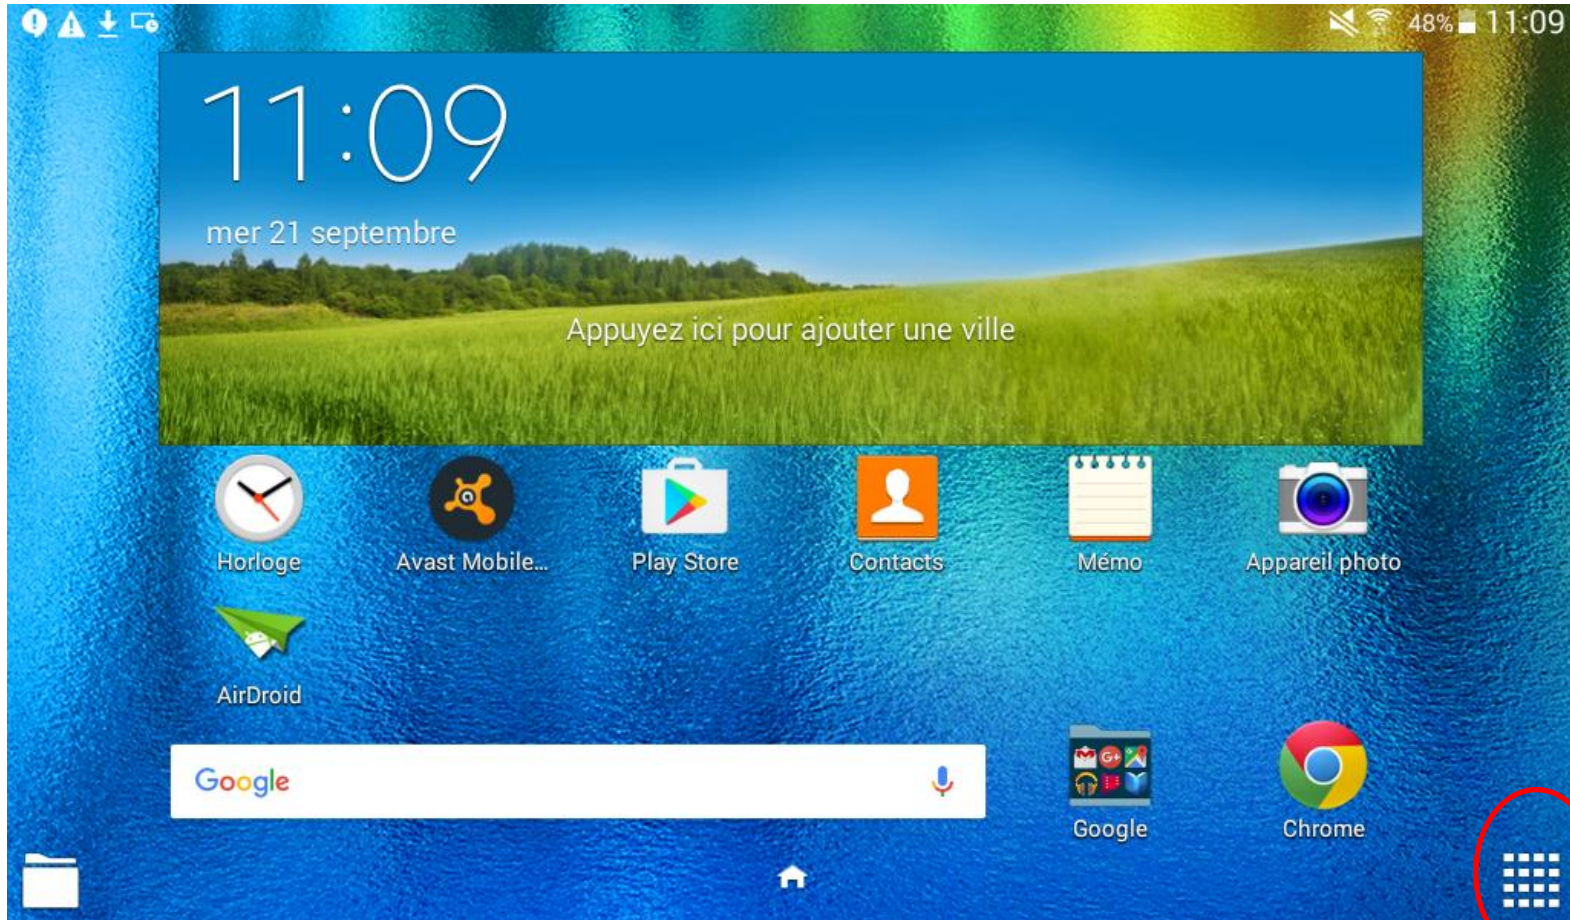 48% 11:09
11:09
mer 21 septembre
Appuyez ici pour ajouter une ville
Horloge Avast Mobile... Play Store Contacts Mémo Appareil photo
AirDroid
Google
Google Chrome